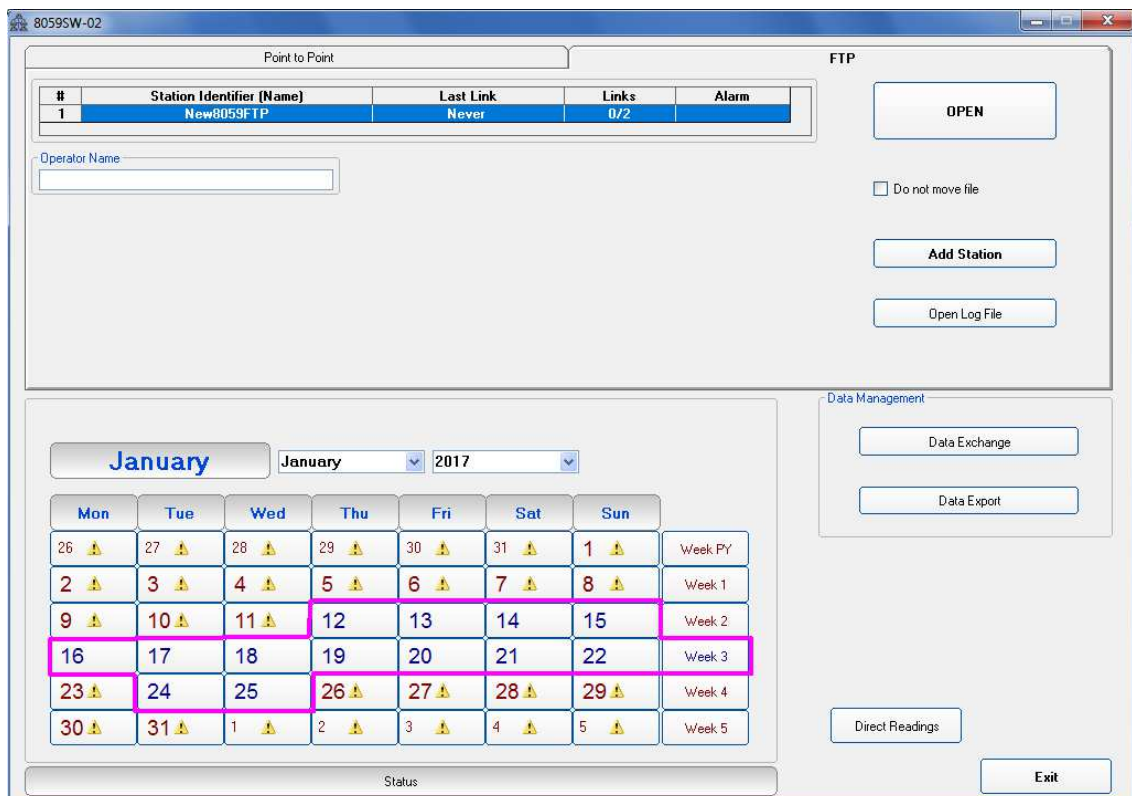 8059SW-02
Point to Point
FTP
# Station Identifier (Name) Last Link Links Alarm
1 New8059FTP Never 0/2
OPEN
Operator Name
Do not move file
Add Station
Open Log File
Data Management
Data Exchange
Data Export
January January 2017
Mon Tue Wed Thu Fri Sat Sun
26 27 28 29 30 31 1 Week PY
2 3 4 5 6 7 8 Week 1
9 10 11 12 13 14 15 Week 2
16 17 18 19 20 21 22 Week 3
23 24 25 26 27 28 29 Week 4
30 31 1 2 3 4 5 Week 5
Direct Readings
Status
Exit